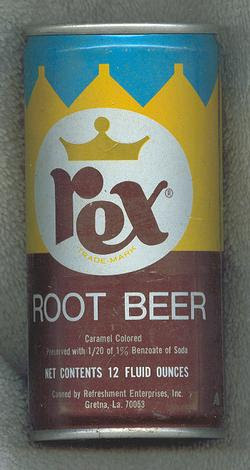 rex®
TRADE-MARK
ROOT BEER
Caramel Colored
Preserved with 1/20 of 1% Benzoate of Soda
NET CONTENTS 12 FLUID OUNCES
Canned by Refreshment Enterprises, Inc.
Gretna, La. 70053
A